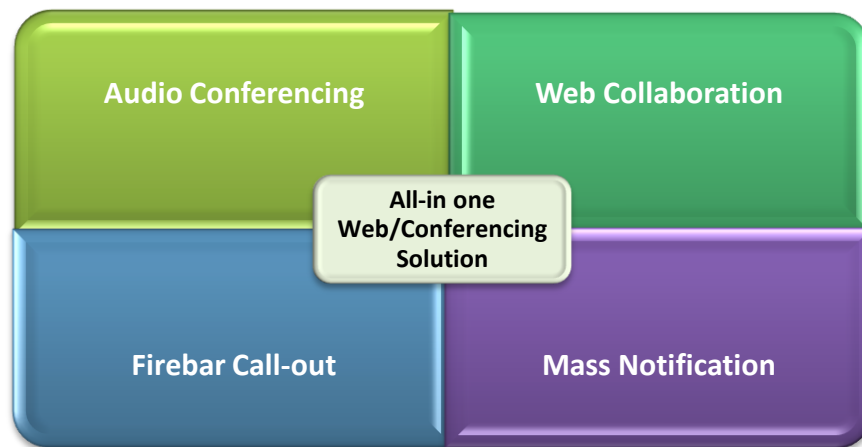 Audio Conferencing
Web Collaboration
All-in one
Web/Conferencing
Solution
Firebar Call-out
Mass Notification